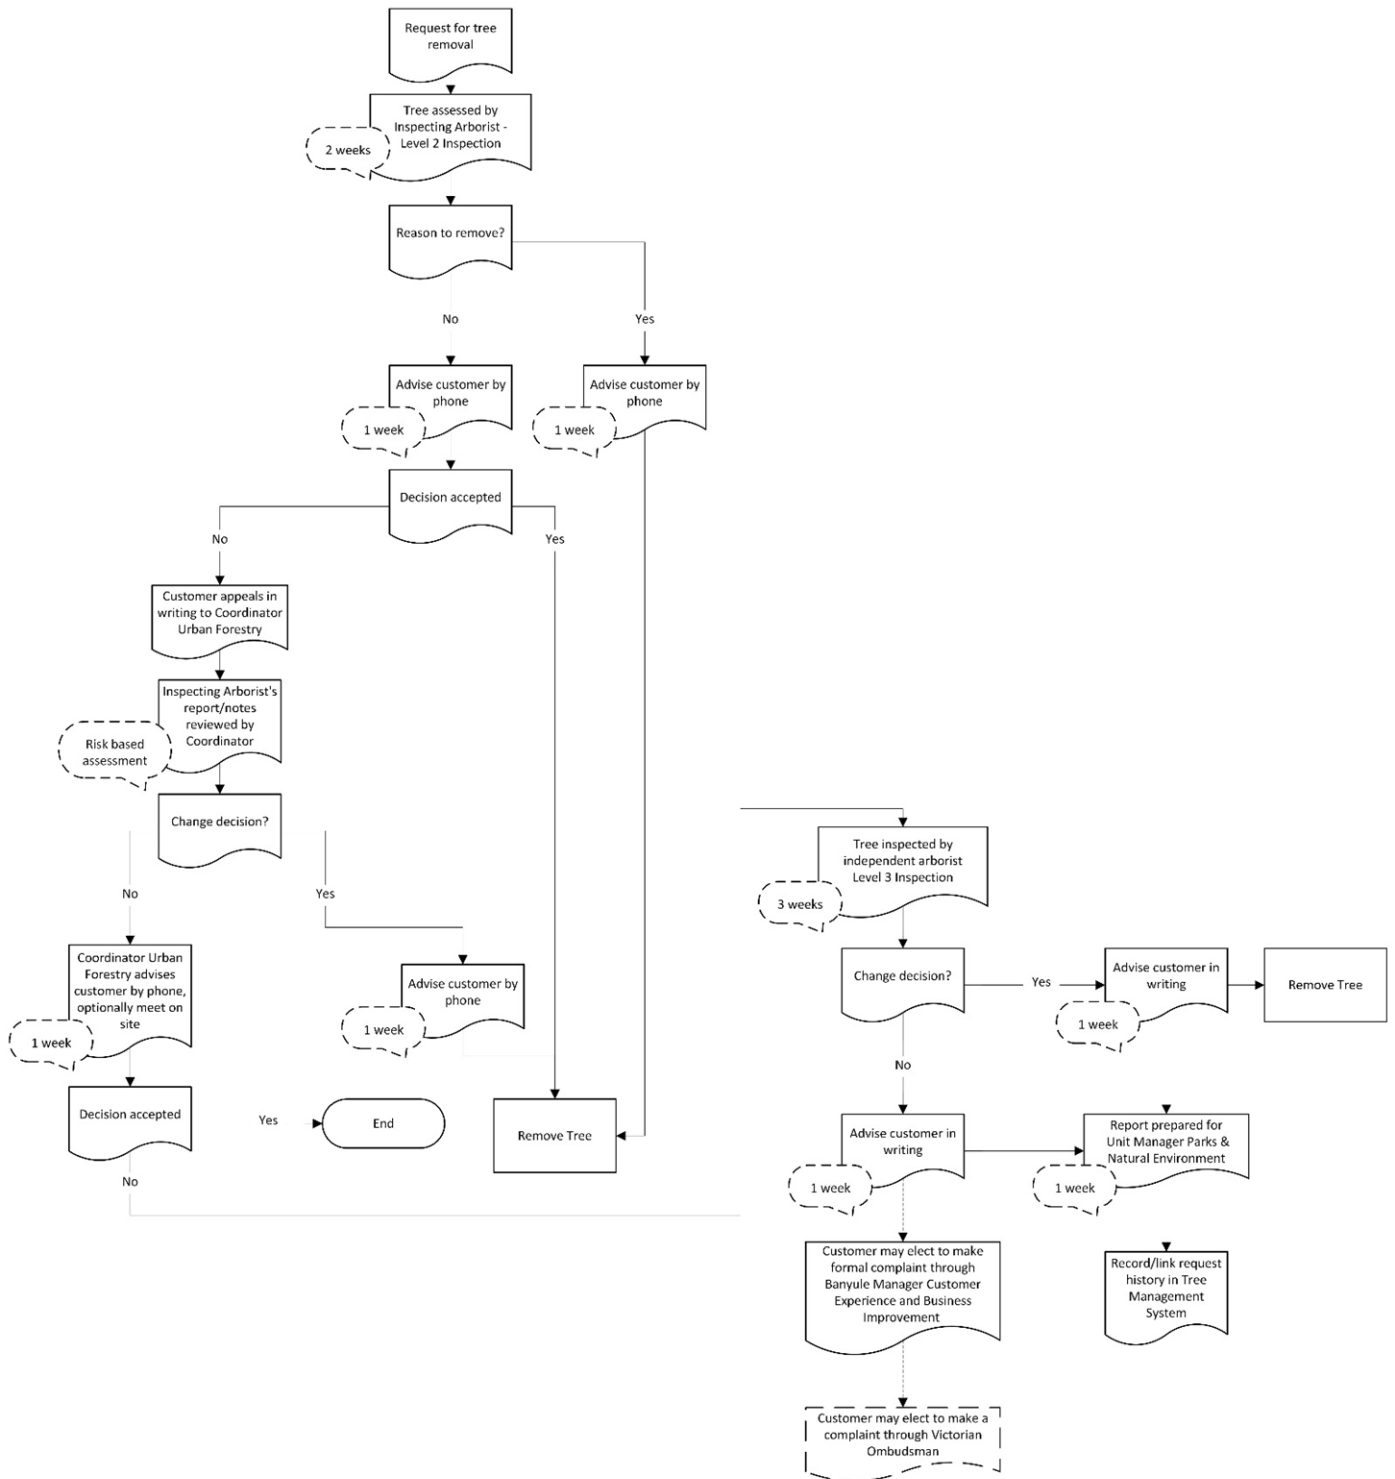 Request for tree
removal
Tree assessed by
Inspecting Arborist -
Level 2 Inspection
2 weeks
Reason to remove?
No
Yes
Advise customer by
phone
1 week
Advise customer by
phone
1 week
Decision accepted
No
Yes
Customer appeals in
writing to Coordinator
Urban Forestry
Inspecting Arborist's
report/notes
reviewed by
Coordinator
Risk based
assessment
Change decision?
No
Yes
Coordinator Urban
Forestry advises
customer by phone,
optionally meet on
site
1 week
Advise customer by
phone
1 week
Decision accepted
Yes
End
Remove Tree
No
Tree inspected by
independent arborist
Level 3 Inspection
3 weeks
Change decision?
Yes
Advise customer in
writing
1 week
Remove Tree
No
Advise customer in
writing
1 week
Report prepared for
Unit Manager Parks &
Natural Environment
1 week
Customer may elect to make
formal complaint through
Banyule Manager Customer
Experience and Business
Improvement
Record/link request
history in Tree
Management
System
Customer may elect to make a
complaint through Victorian
Ombudsman